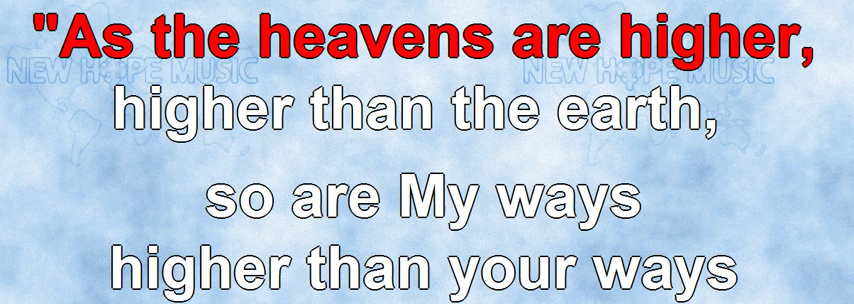 "As the heavens are higher,
NEW HOPE MUSIC NEW HOPE MUSIC
higher than the earth,
so are My ways
higher than your ways